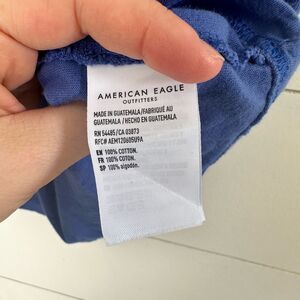 AMERICAN EAGLE
OUTFITTERS
MADE IN GUATEMALA/FABRIQUÉ AU
GUATEMALA / HECHO EN GUATEMALA
RN 54485/CA 03873
RFC# AEM120605U9A
EN 100% COTTON.
FR 100% COTON.
SP 100% algodón.